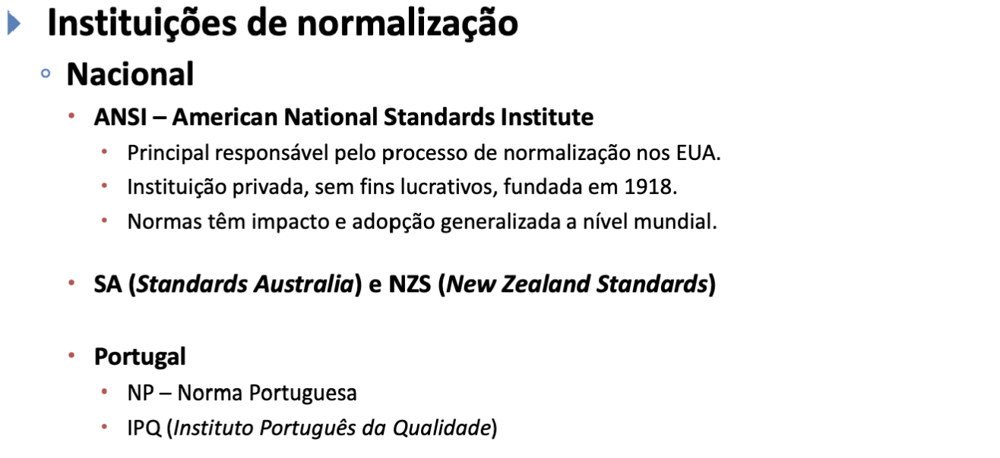 Instituições de normalização
Nacional
ANSI – American National Standards Institute
Principal responsável pelo processo de normalização nos EUA.
Instituição privada, sem fins lucrativos, fundada em 1918.
Normas têm impacto e adopção generalizada a nível mundial.
SA (Standards Australia) e NZS (New Zealand Standards)
Portugal
NP – Norma Portuguesa
IPQ (Instituto Português da Qualidade)